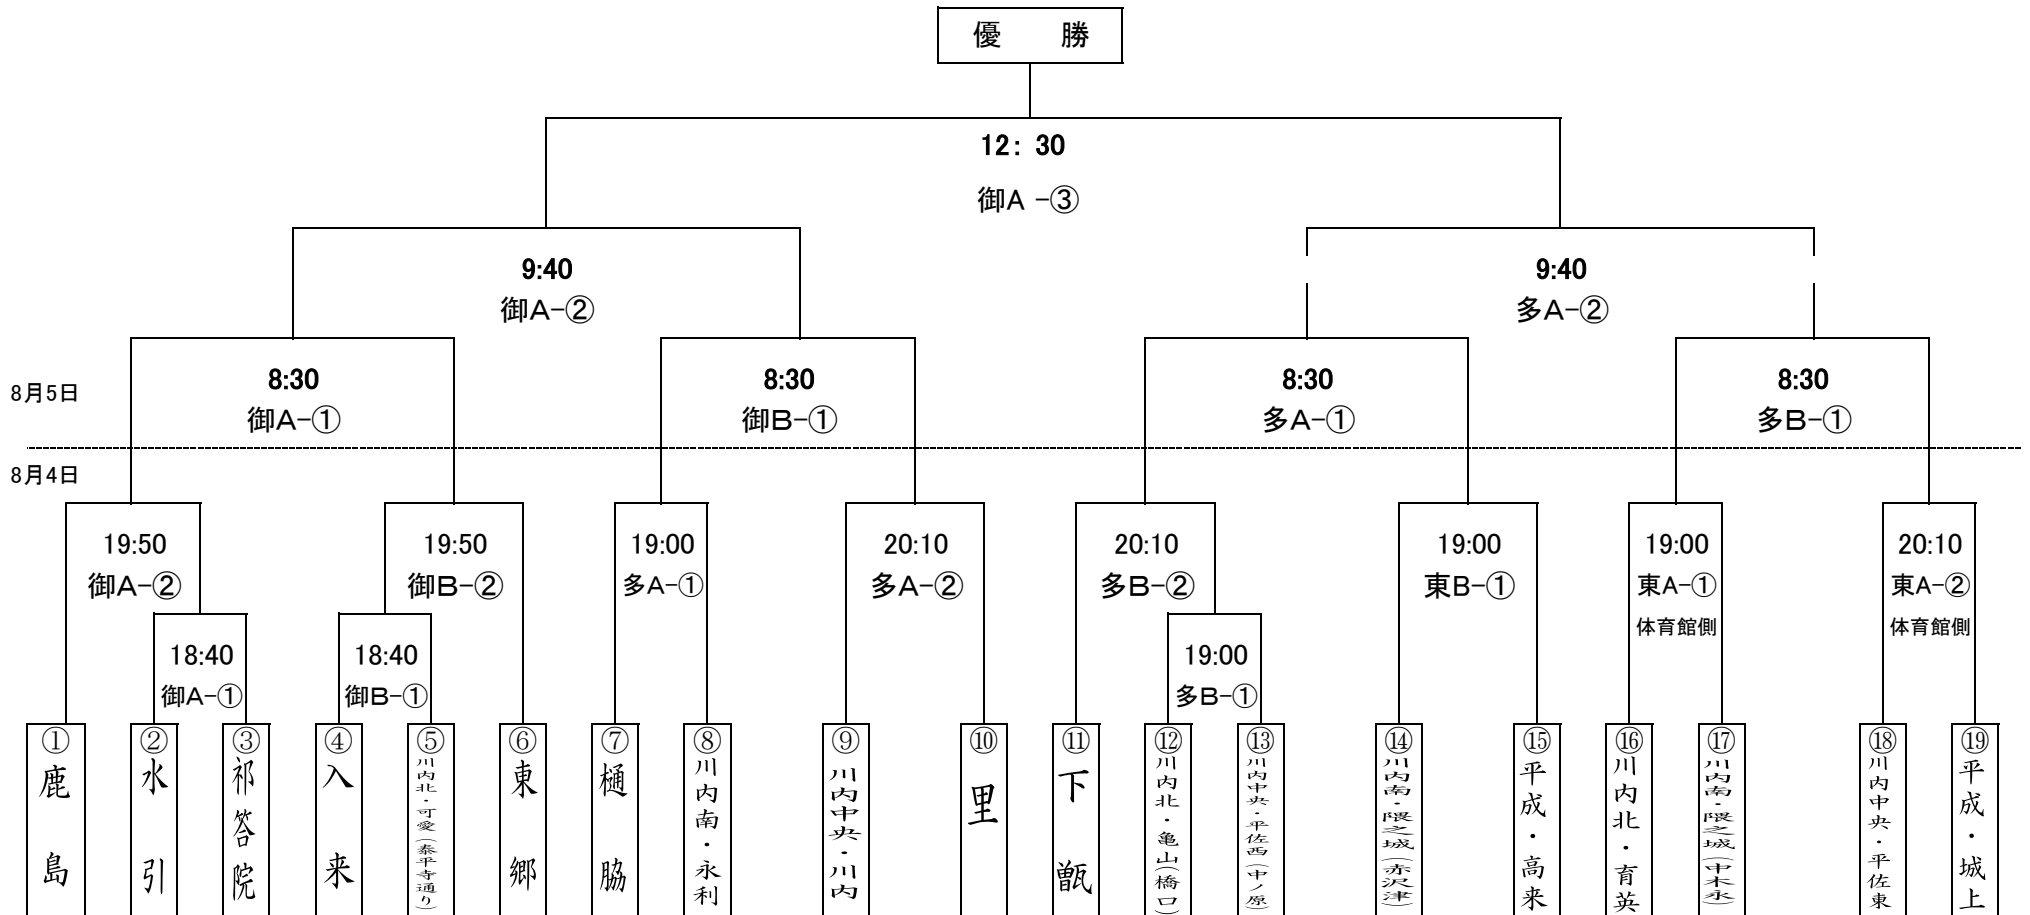 優　勝
12：30
御A－③
9:40
御A－②
9:40
多A－②
8月5日
8:30
御A－①
8:30
御B－①
8:30
多A－①
8:30
多B－①
8月4日
19:50
御A－②
19:50
御B－②
19:00
多A－①
20:10
多A－②
20:10
多B－②
19:00
東B－①
19:00
東A－①
体育館側
20:10
東A－②
体育館側
18:40
御A－①
18:40
御B－①
19:00
多B－①
①鹿島
②水引
③祁答院
④入来
⑤川内北・可愛（泰平寺通り）
⑥東郷
⑦樋脇
⑧川内南・永利
⑨川内中央・川内
⑩里
⑪下甑
⑫川内北・亀山（橋口）
⑬川内中央・平佐西（中ノ原）
⑭川内南・隈之城（赤沢津）
⑮平成・高来
⑯川内北・育英
⑰川内南・隈之城（中木永）
⑱川内中央・平佐東
⑲平成・城上